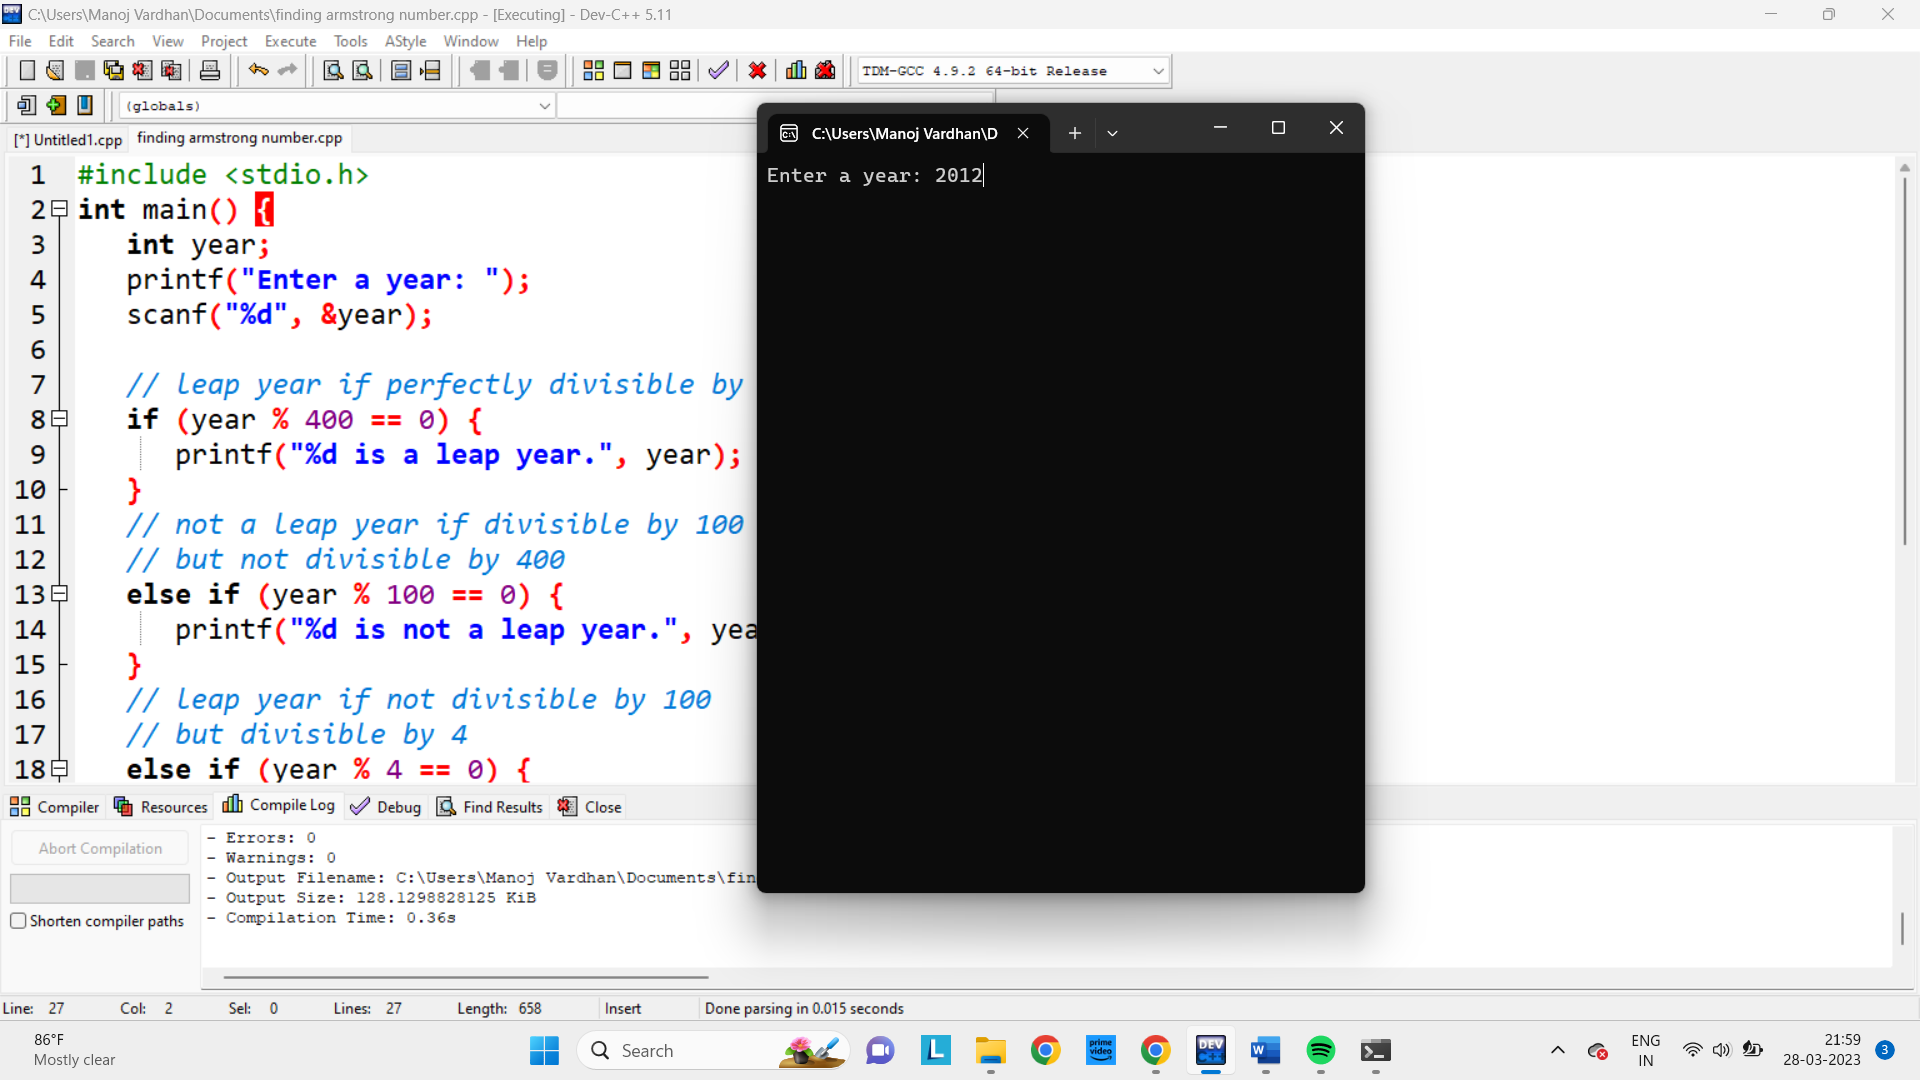 C:\Users\Manoj Vardhan\Documents\finding armstrong number.cpp - [Executing] - Dev-C++ 5.11
File Edit Search View Project Execute Tools AStyle Window Help
TDM-GCC 4.9.2 64-bit Release
(globals)
[*] Untitled1.cpp finding armstrong number.cpp
1 #include <stdio.h>
2 int main() {
3 int year;
4 printf("Enter a year: ");
5 scanf("%d", &year);
6
7 // leap year if perfectly divisible by
8 if (year % 400 == 0) {
9 printf("%d is a leap year.", year);
10 }
11 // not a leap year if divisible by 100
12 // but not divisible by 400
13 else if (year % 100 == 0) {
14 printf("%d is not a leap year.", yea
15 }
16 // leap year if not divisible by 100
17 // but divisible by 4
18 else if (year % 4 == 0) {
C:\Users\Manoj Vardhan\D
Enter a year: 2012
Compiler Resources Compile Log Debug Find Results Close
Abort Compilation
Shorten compiler paths
- Errors: 0
- Warnings: 0
- Output Filename: C:\Users\Manoj Vardhan\Documents\fin
- Output Size: 128.1298828125 KiB
- Compilation Time: 0.36s
Line: 27 Col: 2 Sel: 0 Lines: 27 Length: 658 Insert Done parsing in 0.015 seconds
86°F
Mostly clear
Search
L
prime video
DEV C++
W
ENG
IN
21:59
28-03-2023
3